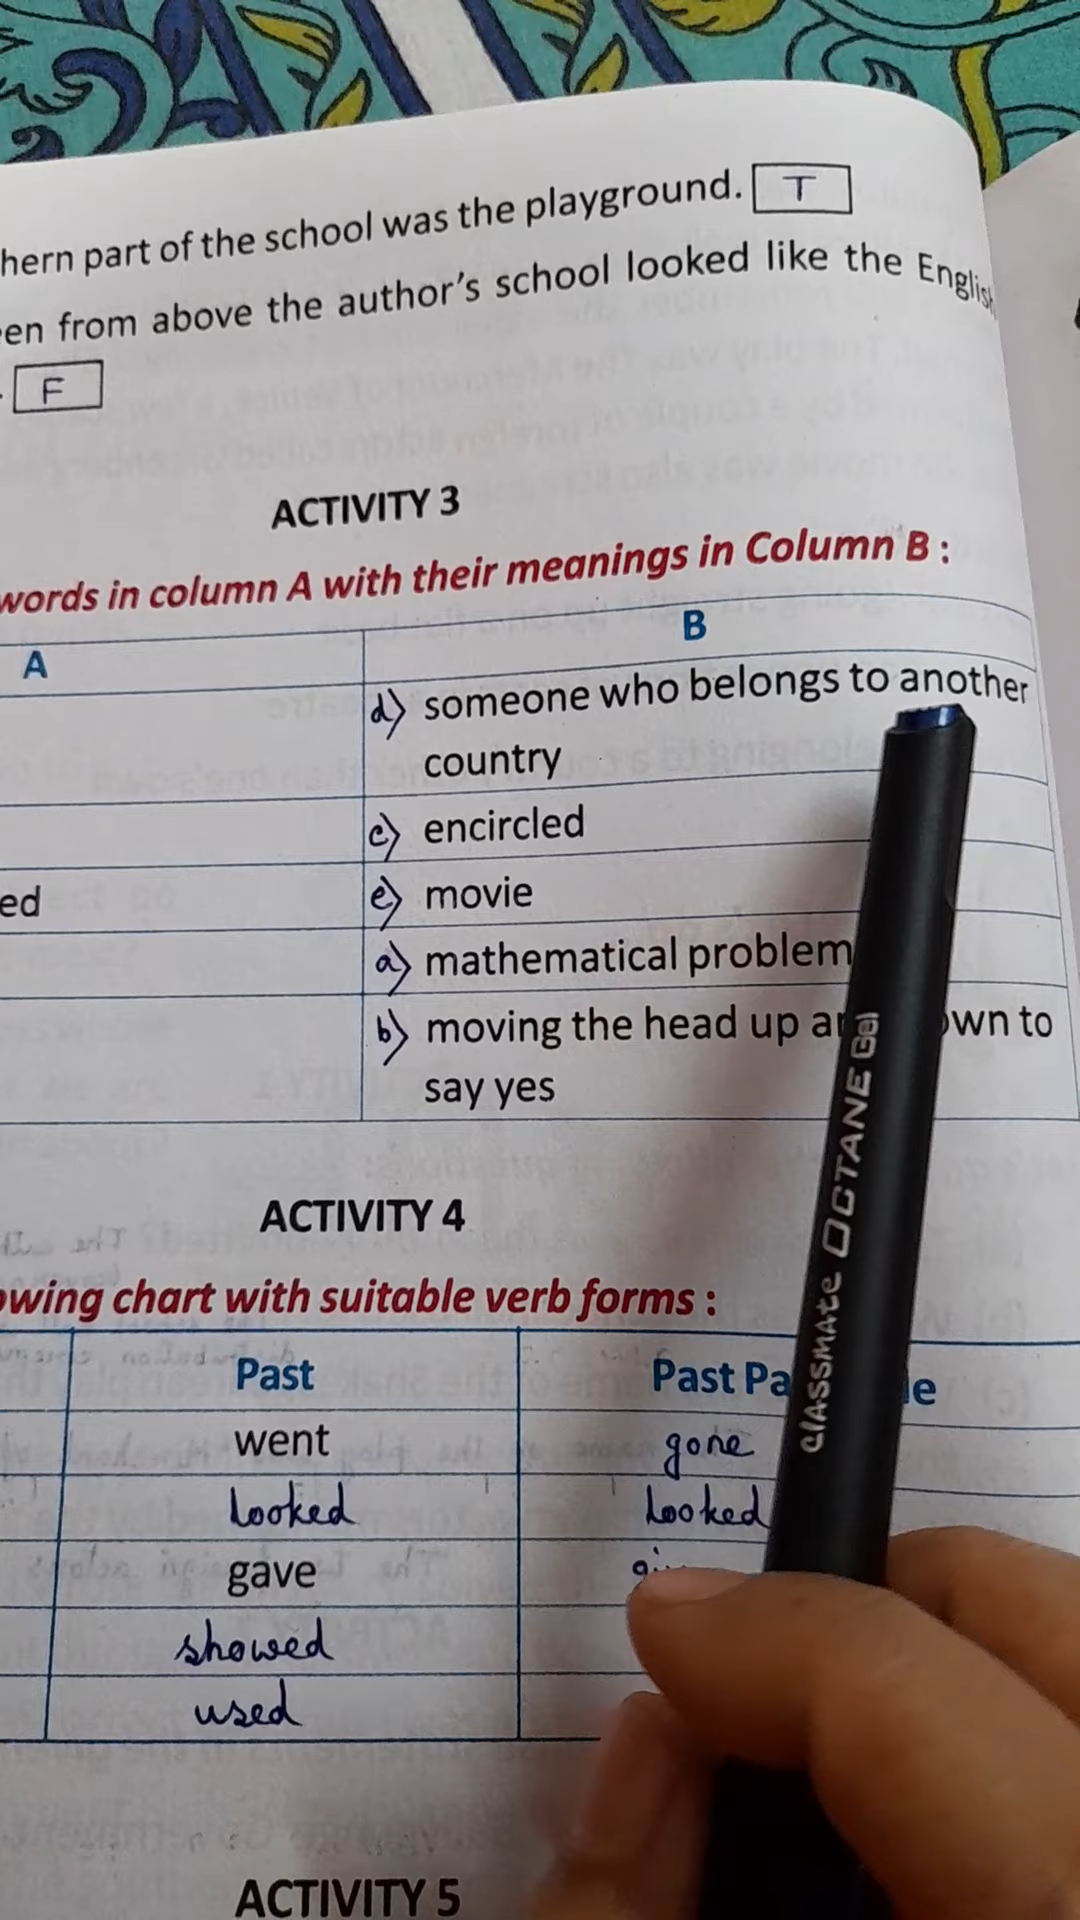 hern part of the school was the playground. T
en from above the author's school looked like the English
F
ACTIVITY 3
words in column A with their meanings in Column B :
A B
d) someone who belongs to another
country
c) encircled
ed e) movie
a) mathematical problem
b) moving the head up wn to
say yes
ACTIVITY 4
owing chart with suitable verb forms :
Past Past Pa le
went gone
looked looked
gave
showed
used
ACTIVITY 5
classmate OCTANE Gel